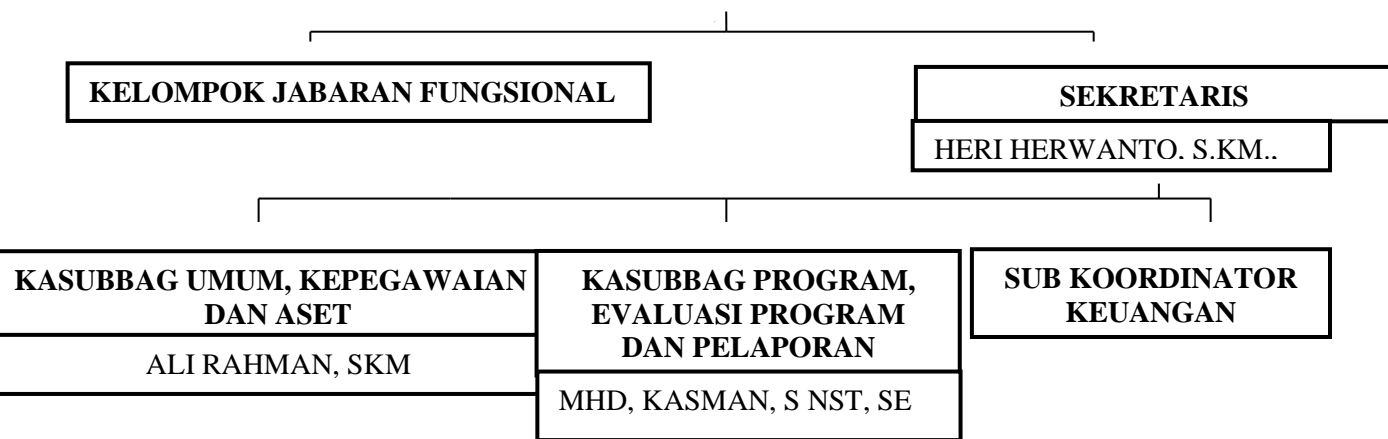 KELOMPOK JABARAN FUNGSIONAL
SEKRETARIS
HERI HERWANTO. S.KM..
KASUBBAG UMUM, KEPEGAWAIAN
DAN ASET
ALI RAHMAN, SKM
KASUBBAG PROGRAM,
EVALUASI PROGRAM
DAN PELAPORAN
MHD, KASMAN, S NST, SE
SUB KOORDINATOR
KEUANGAN